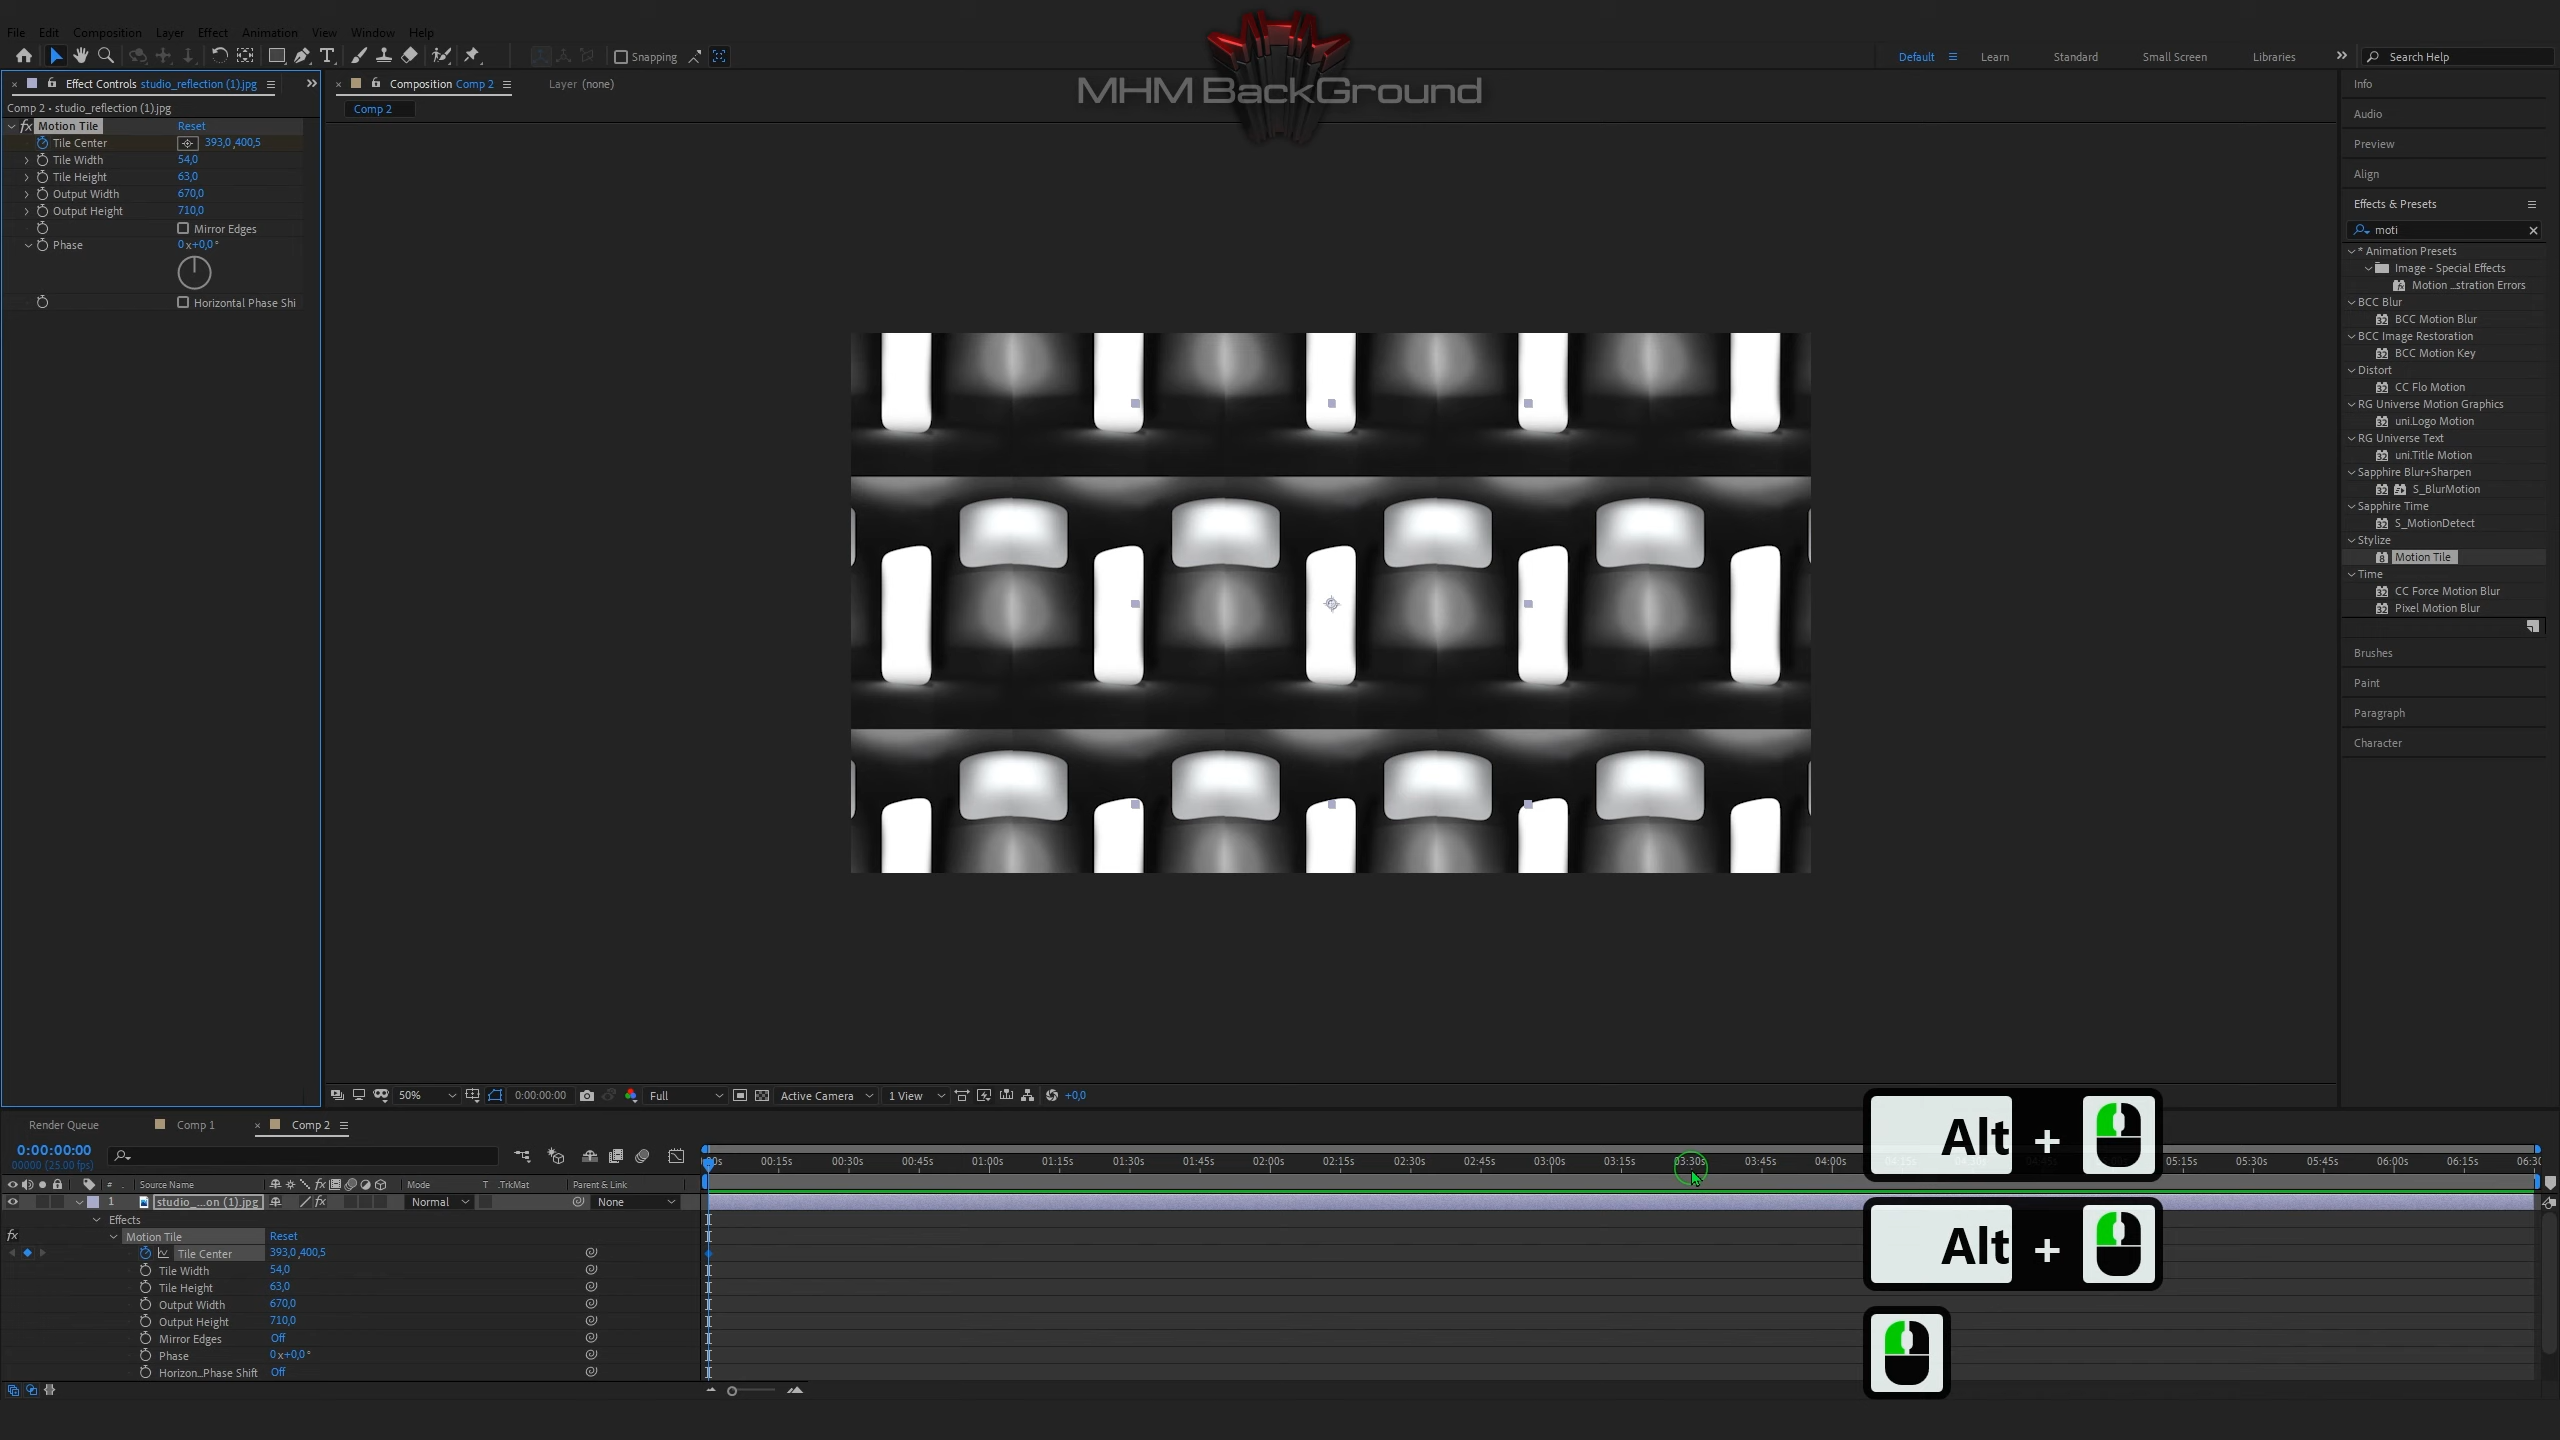 File Edit Composition Layer Effect Animation View Window Help
Snapping
Default Learn Standard Small Screen Libraries Search Help
MHM BackGround
Effect Controls studio_reflection (1).jpg
Composition Comp 2
Layer (none)
Comp 2 • studio_reflection (1).jpg
Comp 2
fx Motion Tile Reset
Tile Center 393,0 ,400,5
Tile Width 54,0
Tile Height 63,0
Output Width 670,0
Output Height 710,0
Mirror Edges
Phase 0 x+0,0°
Horizontal Phase Shi
Info
Audio
Preview
Align
Effects & Presets
moti
* Animation Presets
Image - Special Effects
Motion ...stration Errors
BCC Blur
BCC Motion Blur
BCC Image Restoration
BCC Motion Key
Distort
CC Flo Motion
RG Universe Motion Graphics
uni.Logo Motion
RG Universe Text
uni.Title Motion
Sapphire Blur+Sharpen
S_BlurMotion
Sapphire Time
S_MotionDetect
Stylize
Motion Tile
Time
CC Force Motion Blur
Pixel Motion Blur
Brushes
Paint
Paragraph
Character
50% 0:00:00:00 Full Active Camera 1 View +0,0
Render Queue Comp 1 Comp 2
0:00:00:00
00000 (25.00 fps)
00:15s 00:30s 00:45s 01:00s 01:15s 01:30s 01:45s 02:00s 02:15s 02:30s 02:45s 03:00s 03:15s 03:30s 03:45s 04:00s 05:15s 05:30s 05:45s 06:00s 06:15s
# Source Name fx Mode T .TrkMat Parent & Link
1 studio_...on (1).jpg fx Normal None
Effects
fx Motion Tile Reset
Tile Center 393,0 ,400,5
Tile Width 54,0
Tile Height 63,0
Output Width 670,0
Output Height 710,0
Mirror Edges Off
Phase 0 x+0,0°
Horizon...Phase Shift Off
Alt +
Alt +